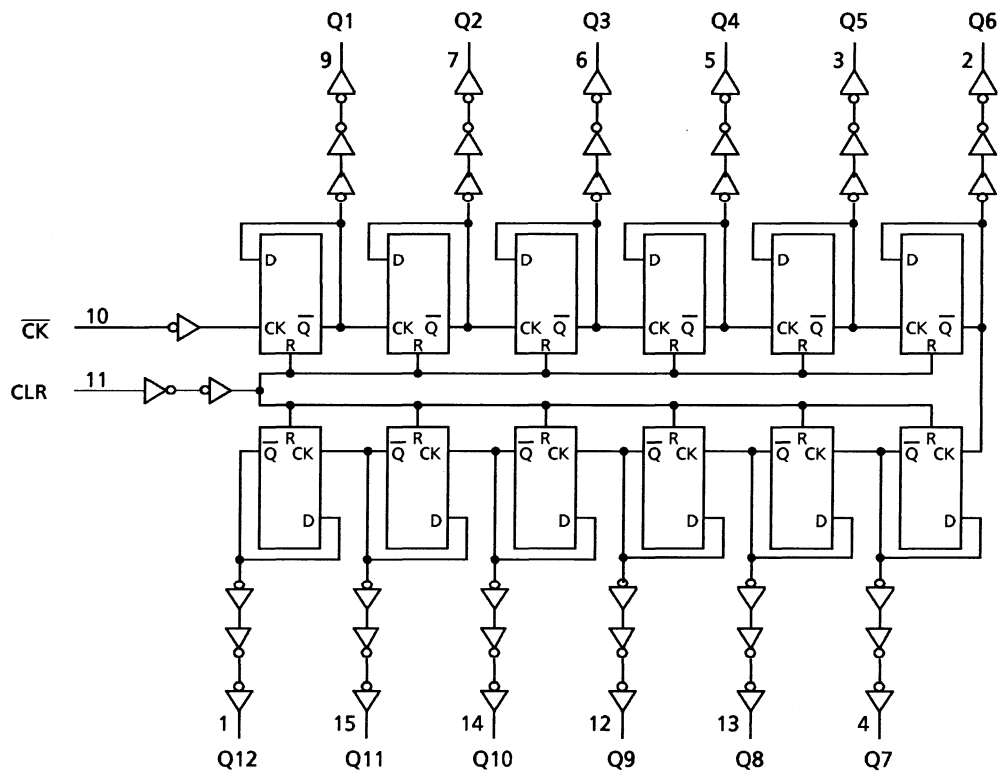 Q1 Q2 Q3 Q4 Q5 Q6
9 7 6 5 3 2
D D D D D D
CK 10 CK Q CK Q CK Q CK Q CK Q CK Q
R R R R R R
CLR 11
R R R R R R
Q CK Q CK Q CK Q CK Q CK Q CK
D D D D D D
1 15 14 12 13 4
Q12 Q11 Q10 Q9 Q8 Q7